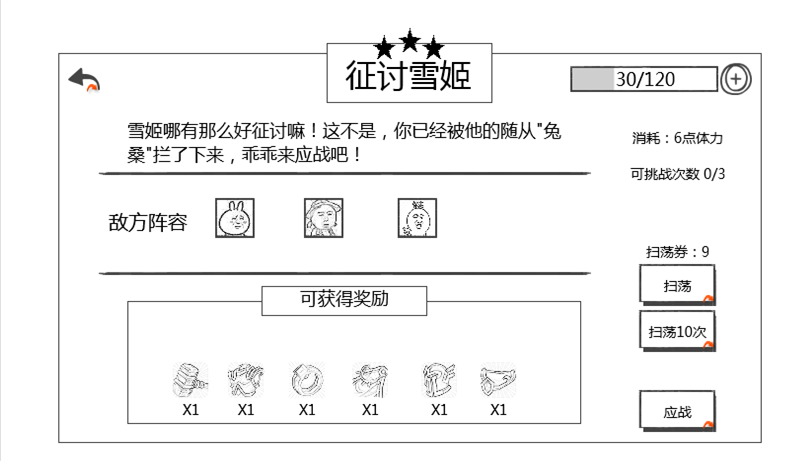 征讨雪姬
30/120
雪姬哪有那么好征讨嘛！这不是，你已经被他的随从"兔
桑"拦了下来，乖乖来应战吧！
消耗：6点体力
可挑战次数 0/3
敌方阵容
扫荡券：9
扫荡
可获得奖励
扫荡10次
X1 X1 X1 X1 X1 X1
应战